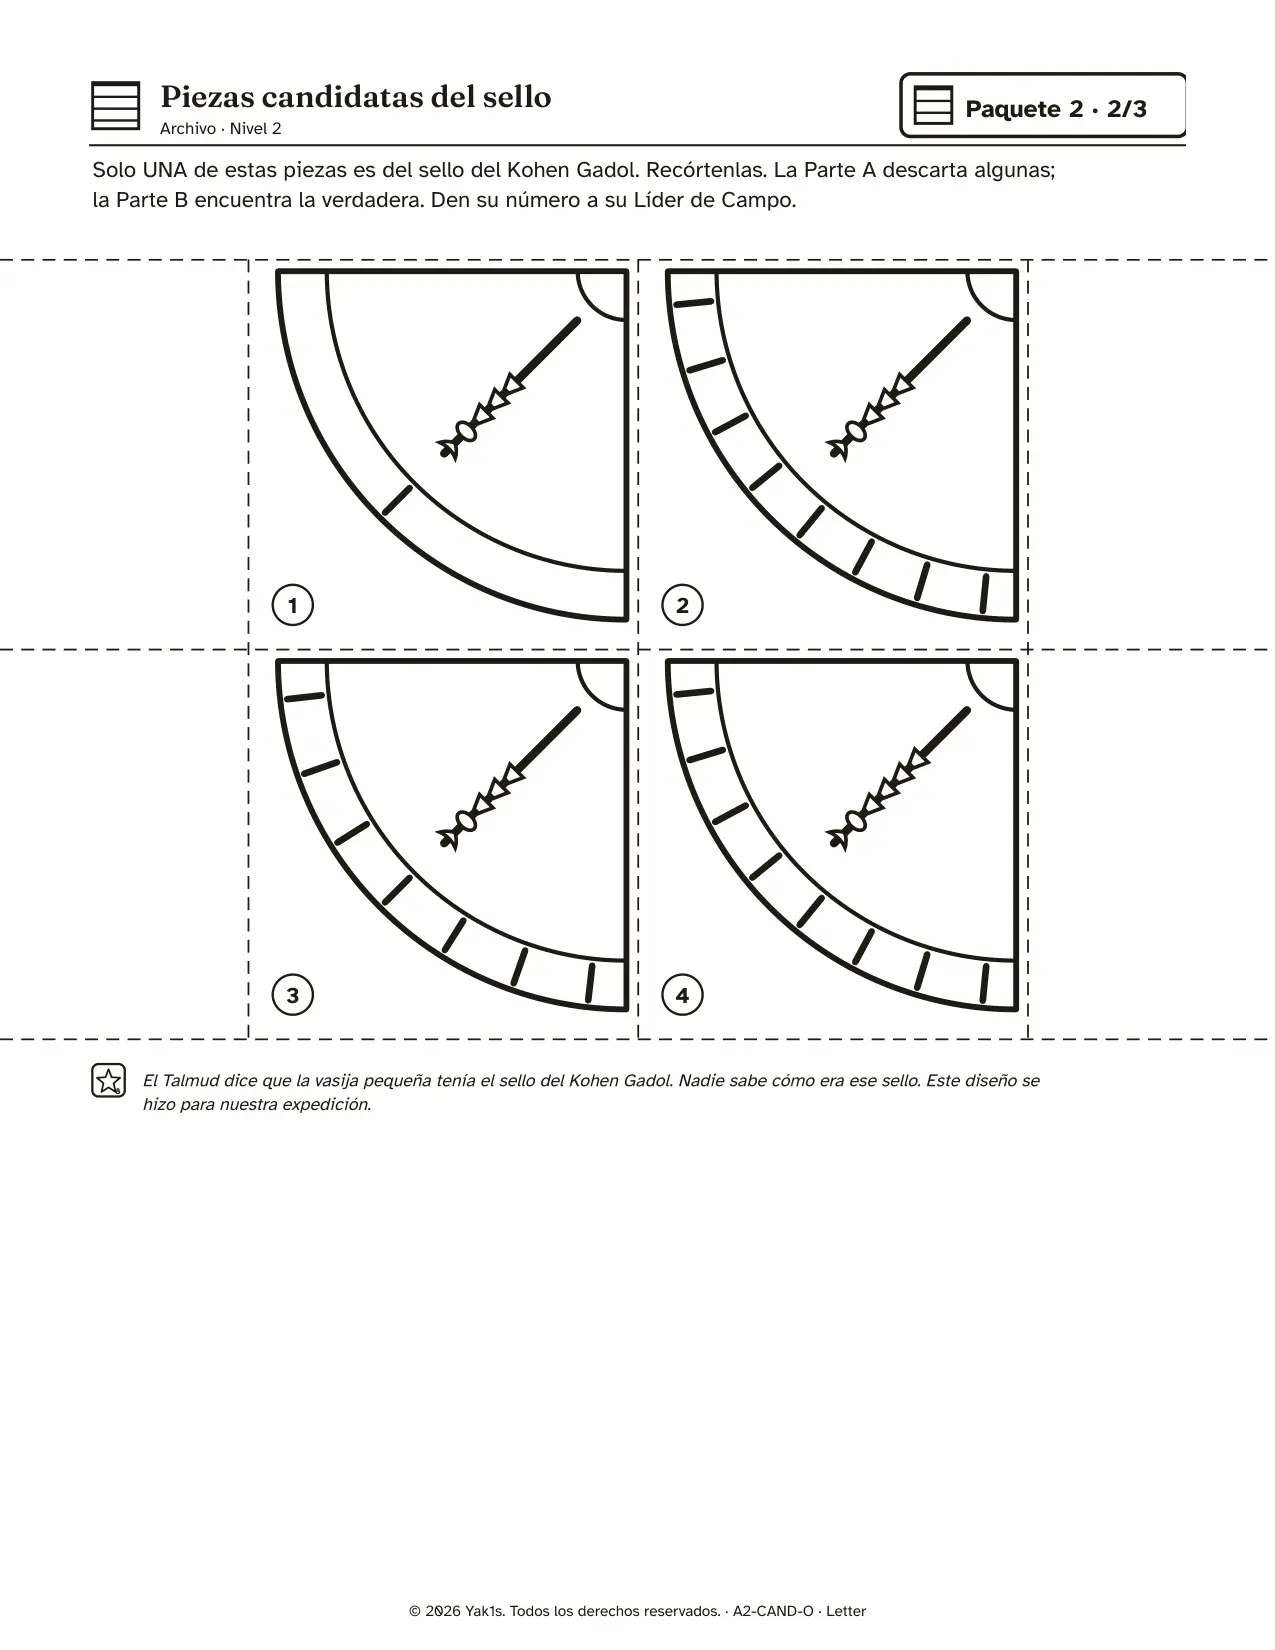 Piezas candidatas del sello
Archivo · Nivel 2
Paquete 2 · 2/3
Solo UNA de estas piezas es del sello del Kohen Gadol. Recórtenlas. La Parte A descarta algunas;
la Parte B encuentra la verdadera. Den su número a su Líder de Campo.
1
2
3
4
El Talmud dice que la vasija pequeña tenía el sello del Kohen Gadol. Nadie sabe cómo era ese sello. Este diseño se
hizo para nuestra expedición.
© 2026 Yak1s. Todos los derechos reservados. · A2-CAND-O · Letter